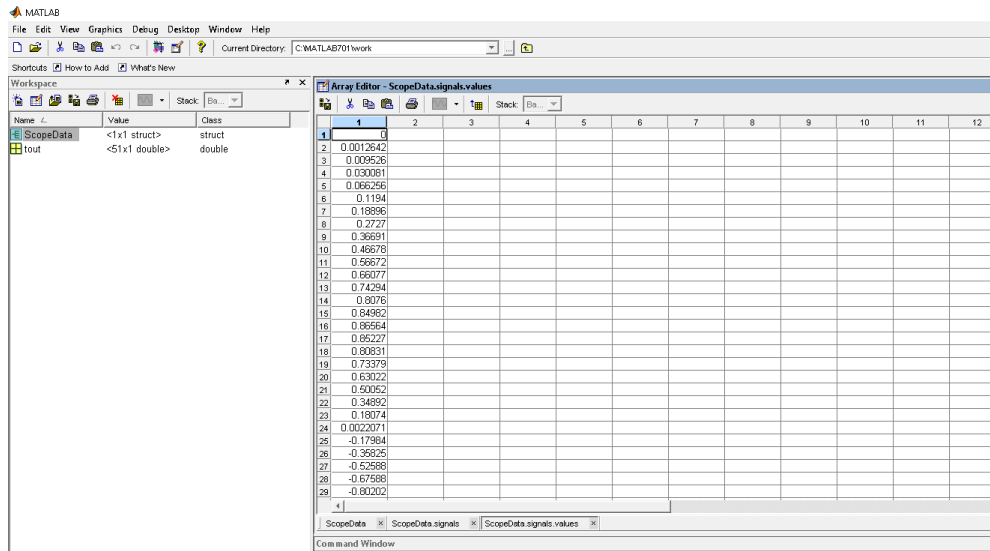 MATLAB
File Edit View Graphics Debug Desktop Window Help
Current Directory: C:\MATLAB701\work ...
Shortcuts How to Add What's New
Workspace
Stack: Ba...
Name Value Class
ScopeData <1x1 struct> struct
tout <51x1 double> double
Array Editor - ScopeData.signals.values
Stack: Ba...
1 2 3 4 5 6 7 8 9 10 11 12
1 0
2 0.0012642
3 0.009526
4 0.030081
5 0.066256
6 0.1194
7 0.18896
8 0.2727
9 0.36691
10 0.46678
11 0.56672
12 0.66077
13 0.74294
14 0.8076
15 0.84982
16 0.86564
17 0.85227
18 0.80831
19 0.73379
20 0.63022
21 0.50052
22 0.34892
23 0.18074
24 0.0022071
25 -0.17984
26 -0.35825
27 -0.52588
28 -0.67588
29 -0.80202
ScopeData ScopeData.signals ScopeData.signals.values
Command Window